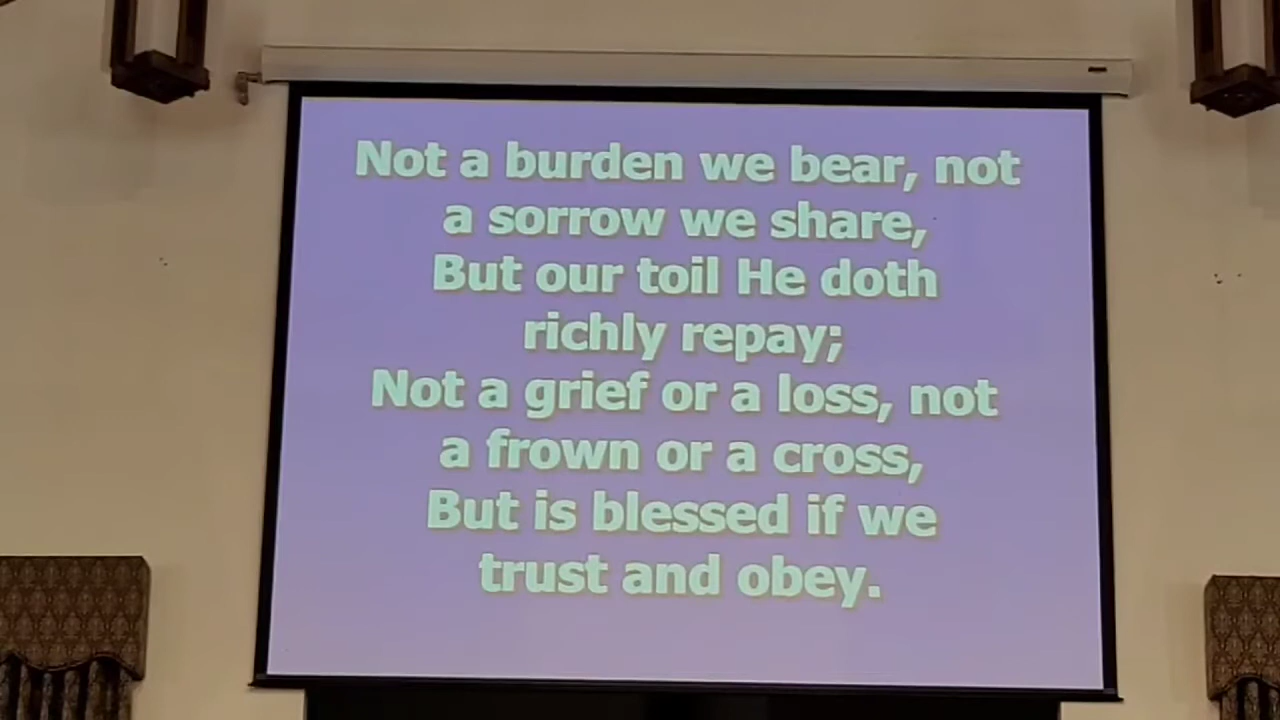 Not a burden we bear, not
a sorrow we share,
But our toil He doth
richly repay;
Not a grief or a loss, not
a frown or a cross,
But is blessed if we
trust and obey.